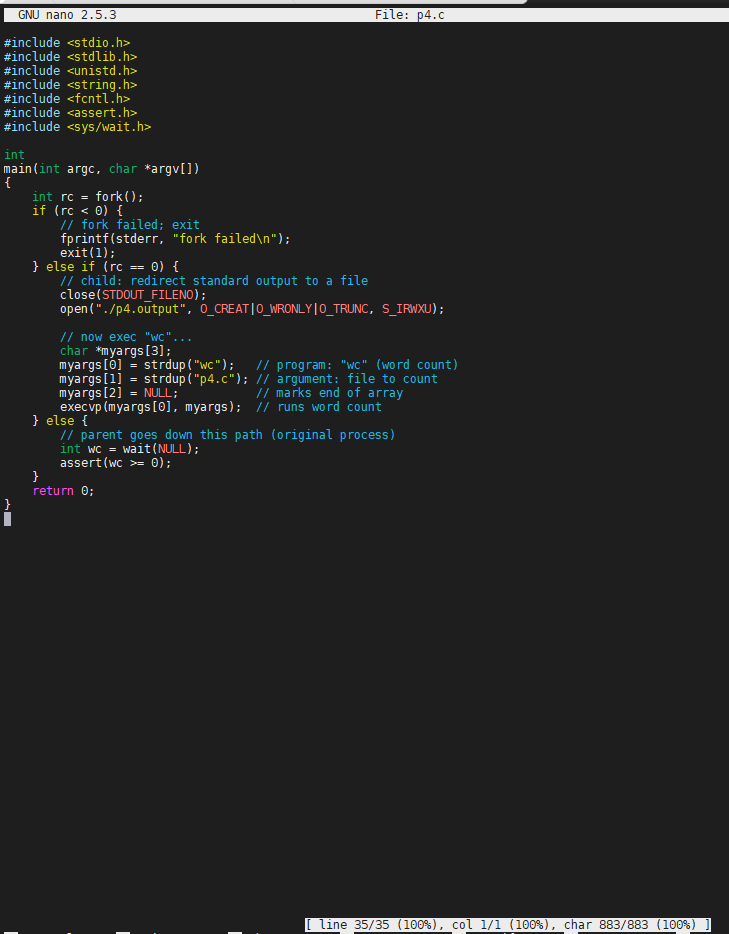 GNU nano 2.5.3 File: p4.c
#include <stdio.h>
#include <stdlib.h>
#include <unistd.h>
#include <string.h>
#include <fcntl.h>
#include <assert.h>
#include <sys/wait.h>

int
main(int argc, char *argv[])
{
    int rc = fork();
    if (rc < 0) {
        // fork failed; exit
        fprintf(stderr, "fork failed\n");
        exit(1);
    } else if (rc == 0) {
        // child: redirect standard output to a file
        close(STDOUT_FILENO);
        open("./p4.output", O_CREAT|O_WRONLY|O_TRUNC, S_IRWXU);

        // now exec "wc"...
        char *myargs[3];
        myargs[0] = strdup("wc");   // program: "wc" (word count)
        myargs[1] = strdup("p4.c"); // argument: file to count
        myargs[2] = NULL;           // marks end of array
        execvp(myargs[0], myargs);  // runs word count
    } else {
        // parent goes down this path (original process)
        int wc = wait(NULL);
        assert(wc >= 0);
    }
    return 0;
}
[ line 35/35 (100%), col 1/1 (100%), char 883/883 (100%) ]